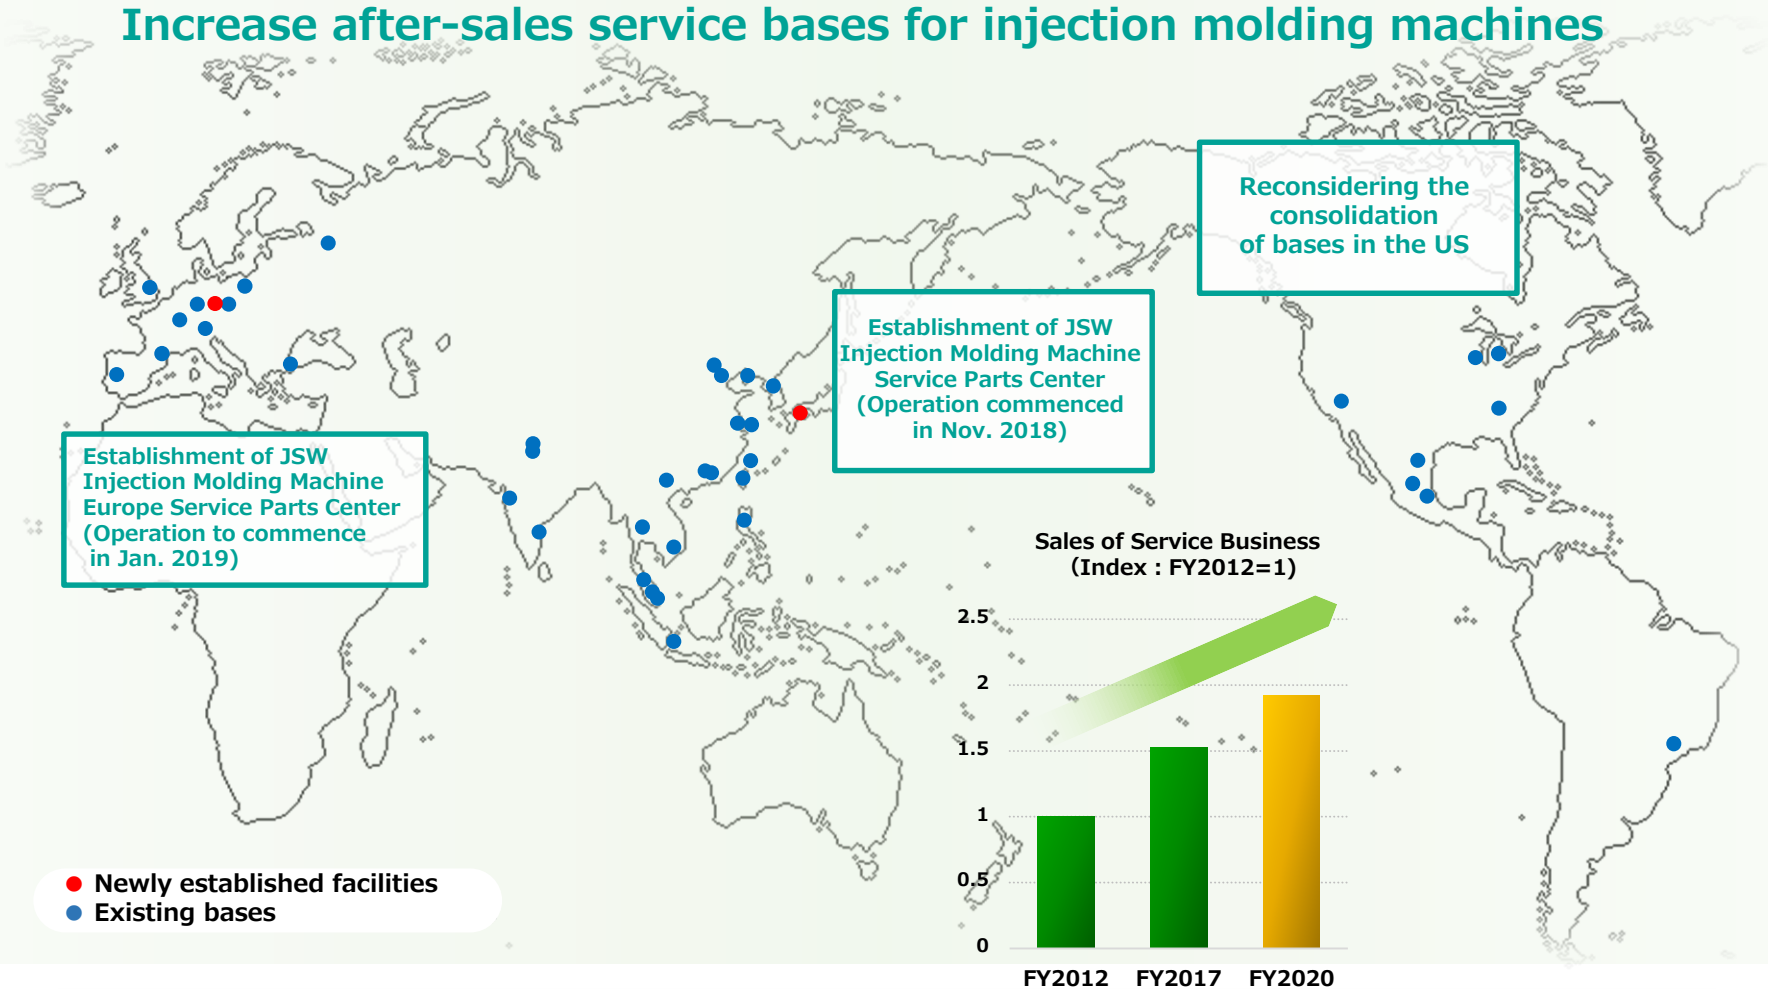 Increase after-sales service bases for injection molding machines
Reconsidering the
consolidation
of bases in the US
Establishment of JSW
Injection Molding Machine
Service Parts Center
(Operation commenced
in Nov. 2018)
Establishment of JSW
Injection Molding Machine
Europe Service Parts Center
(Operation to commence
in Jan. 2019)
Sales of Service Business
(Index : FY2012=1)
2.5
2
1.5
1
0.5
0
FY2012 FY2017 FY2020
Newly established facilities
Existing bases